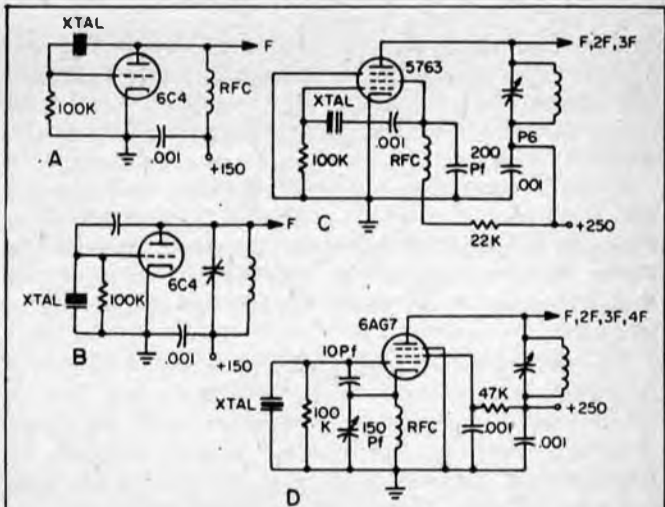 XTAL
F
6C4
RFC
100K
.001
+150
A
F
6C4
XTAL
100K
.001
+150
B
5763
F, 2F, 3F
XTAL
.001
100K
RFC
200
Pf
P6
.001
22K
+250
C
6AG7
F, 2F, 3F, 4F
10Pf
XTAL
100
K
150
Pf
RFC
47K
.001
+250
.001
D